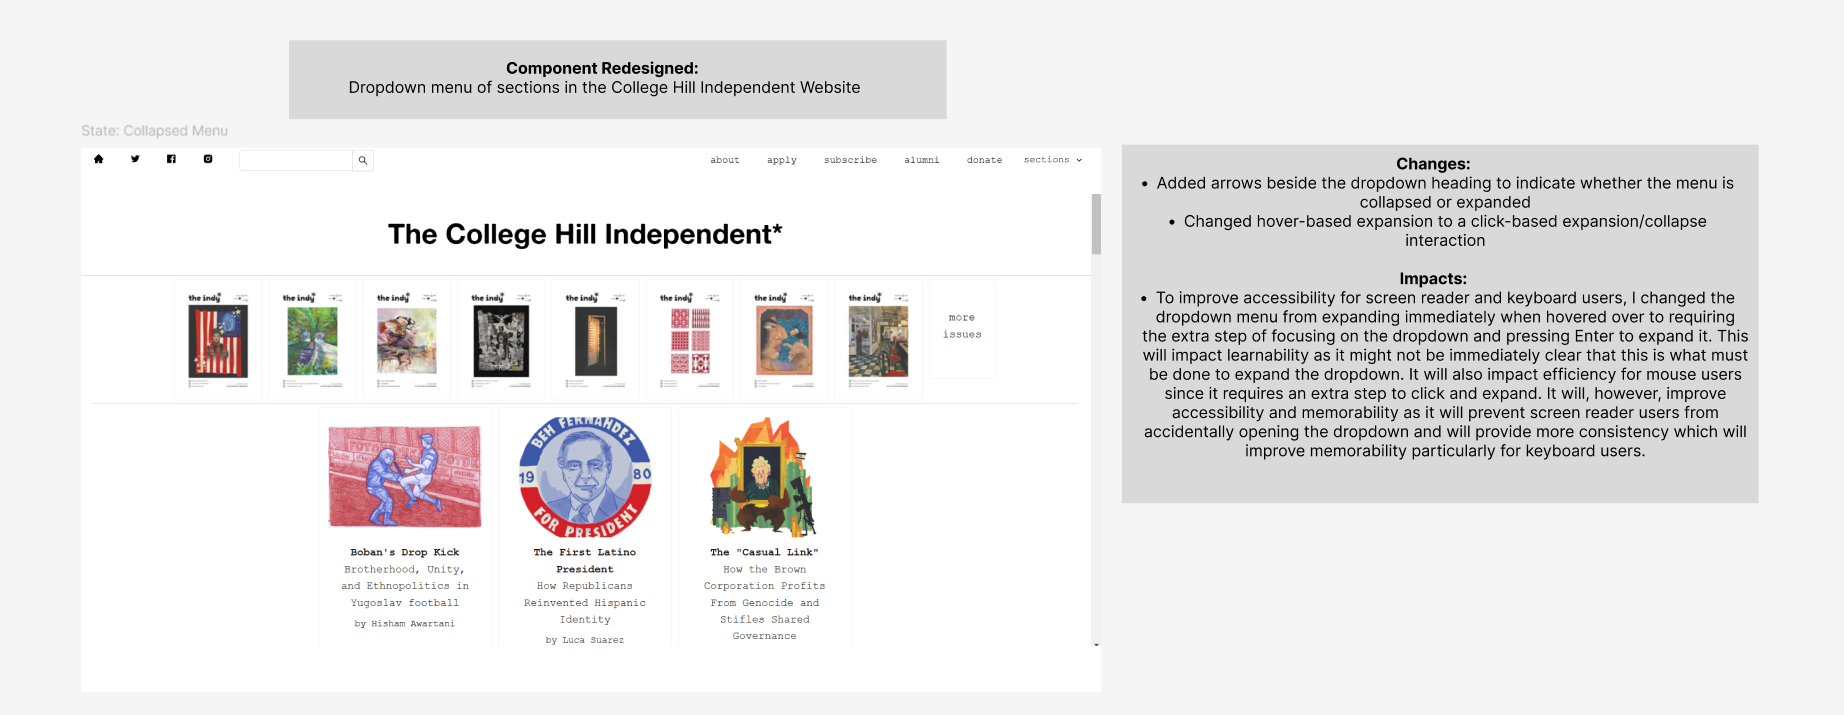 Component Redesigned:
Dropdown menu of sections in the College Hill Independent Website
State: Collapsed Menu
about apply subscribe alumni donate sections
The College Hill Independent*
the indy* the indy* the indy* the indy* the indy* the indy* the indy* the indy*
more
issues
BEN FERNANDEZ
1980
FOR PRESIDENT
Boban's Drop Kick
Brotherhood, Unity,
and Ethnopolitics in
Yugoslav football
by Hisham Awartani
The First Latino
President
How Republicans
Reinvented Hispanic
Identity
by Luca Suarez
The "Casual Link"
How the Brown
Corporation Profits
From Genocide and
Stifles Shared
Governance
Changes:
• Added arrows beside the dropdown heading to indicate whether the menu is
collapsed or expanded
• Changed hover-based expansion to a click-based expansion/collapse
interaction
Impacts:
• To improve accessibility for screen reader and keyboard users, I changed the
dropdown menu from expanding immediately when hovered over to requiring
the extra step of focusing on the dropdown and pressing Enter to expand it. This
will impact learnability as it might not be immediately clear that this is what must
be done to expand the dropdown. It will also impact efficiency for mouse users
since it requires an extra step to click and expand. It will, however, improve
accessibility and memorability as it will prevent screen reader users from
accidentally opening the dropdown and will provide more consistency which will
improve memorability particularly for keyboard users.